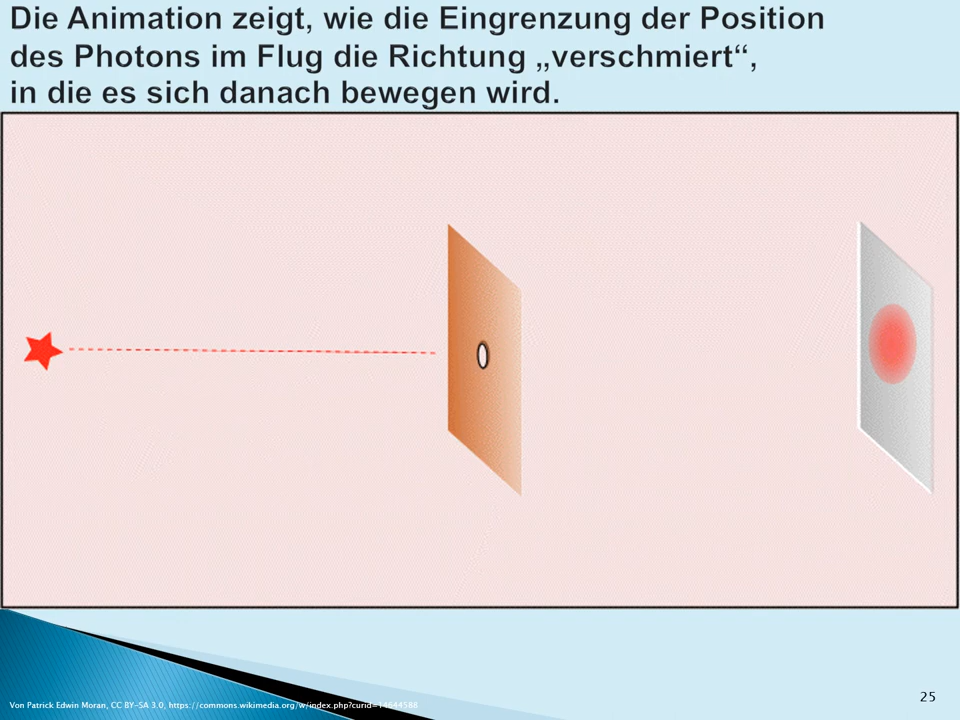 Die Animation zeigt, wie die Eingrenzung der Position
des Photons im Flug die Richtung „verschmiert“,
in die es sich danach bewegen wird.
25
Von Patrick Edwin Moran, CC BY-SA 3.0, https://commons.wikimedia.org/w/index.php?curid=14644588